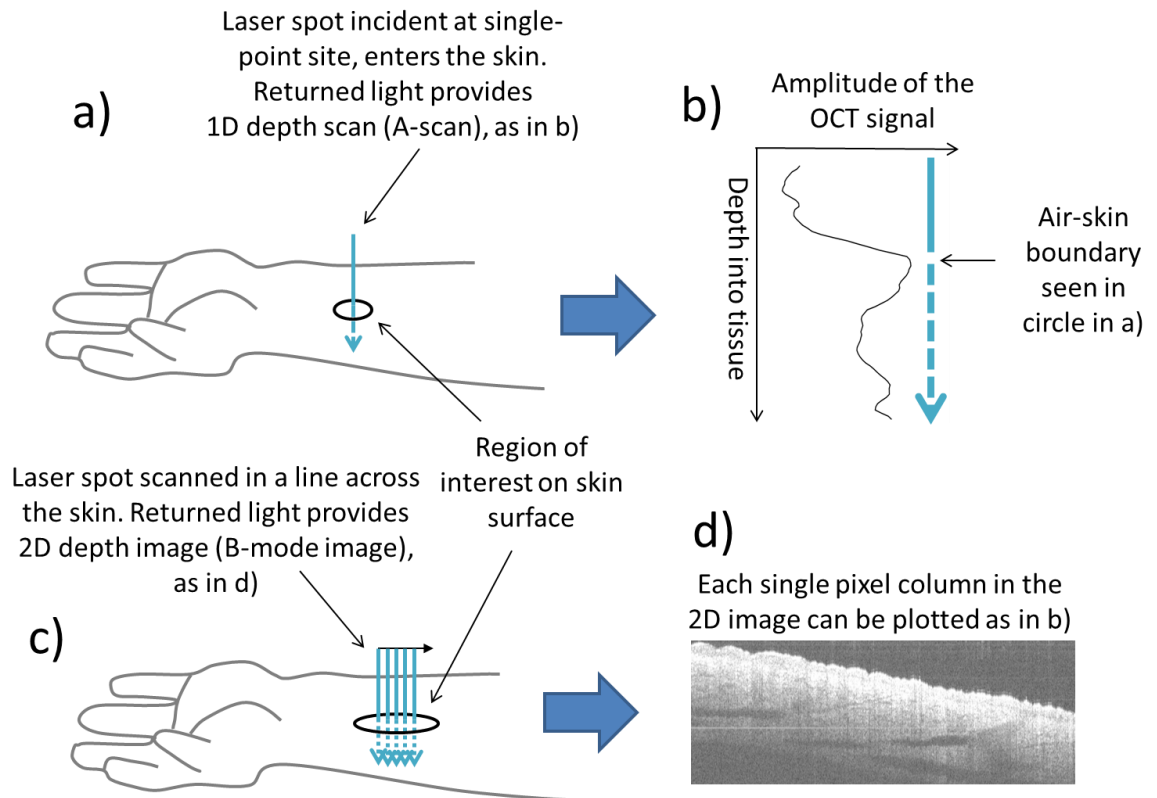 a)
Laser spot incident at single-
point site, enters the skin.
Returned light provides
1D depth scan (A-scan), as in b)
b)
Amplitude of the
OCT signal
Depth into tissue
Air-skin
boundary
seen in
circle in a)
Region of
interest on skin
surface
c)
Laser spot scanned in a line across
the skin. Returned light provides
2D depth image (B-mode image),
as in d)
d)
Each single pixel column in the
2D image can be plotted as in b)